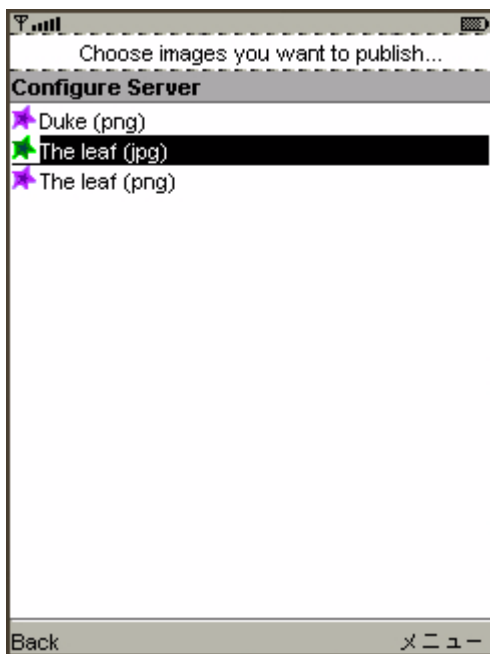 Choose images you want to publish...
Configure Server
Duke (png)
The leaf (jpg)
The leaf (png)
Back メニュー